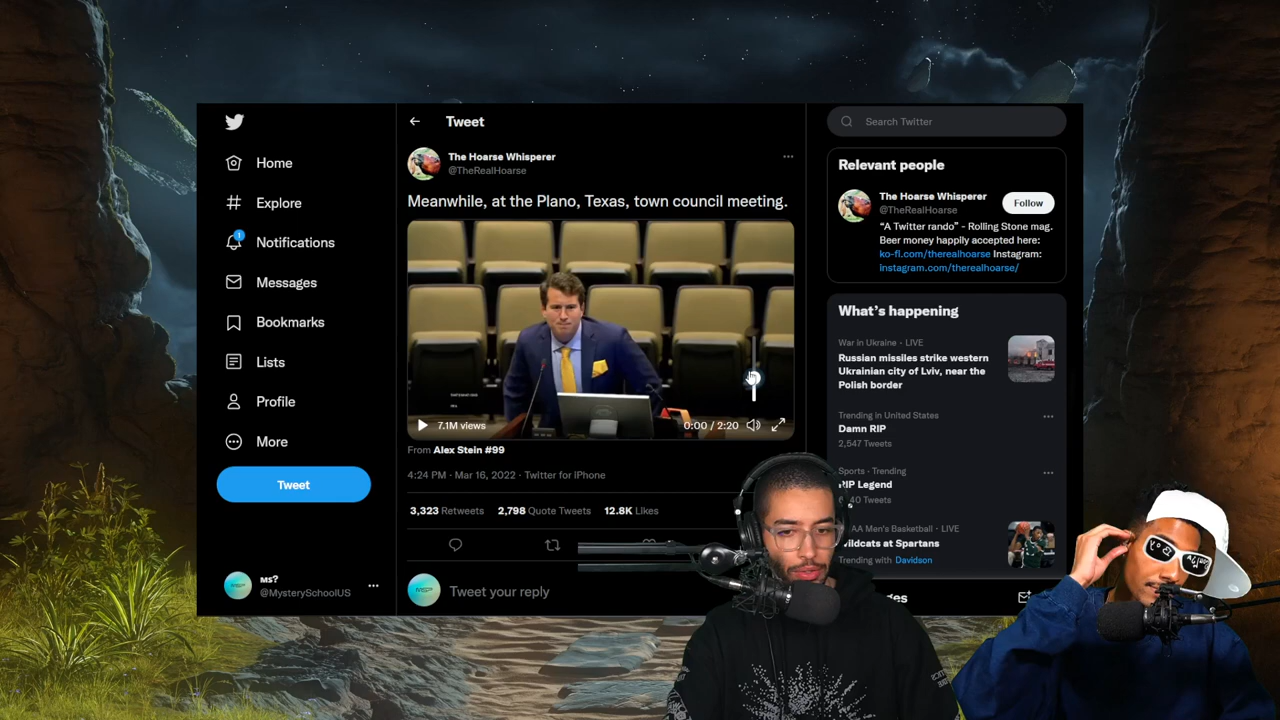 Home
Explore
1
Notifications
Messages
Bookmarks
Lists
Profile
More
Tweet
ms?
@MysterySchoolUS
Tweet
The Hoarse Whisperer
@TheRealHoarse
Meanwhile, at the Plano, Texas, town council meeting.
7.1M views
0:00 / 2:20
From Alex Stein #99
4:24 PM · Mar 16, 2022 · Twitter for iPhone
3,323 Retweets 2,798 Quote Tweets 12.8K Likes
Tweet your reply
Search Twitter
Relevant people
The Hoarse Whisperer
@TheRealHoarse
Follow
“A Twitter rando” - Rolling Stone mag.
Beer money happily accepted here:
ko-fi.com/therealhoarse Instagram:
instagram.com/therealhoarse/
What’s happening
War in Ukraine · LIVE
Russian missiles strike western
Ukrainian city of Lviv, near the
Polish border
Trending in United States
Damn RIP
2,547 Tweets
Sports · Trending
RIP Legend
40 Tweets
AA Men's Basketball · LIVE
Wildcats at Spartans
Trending with Davidson
ges